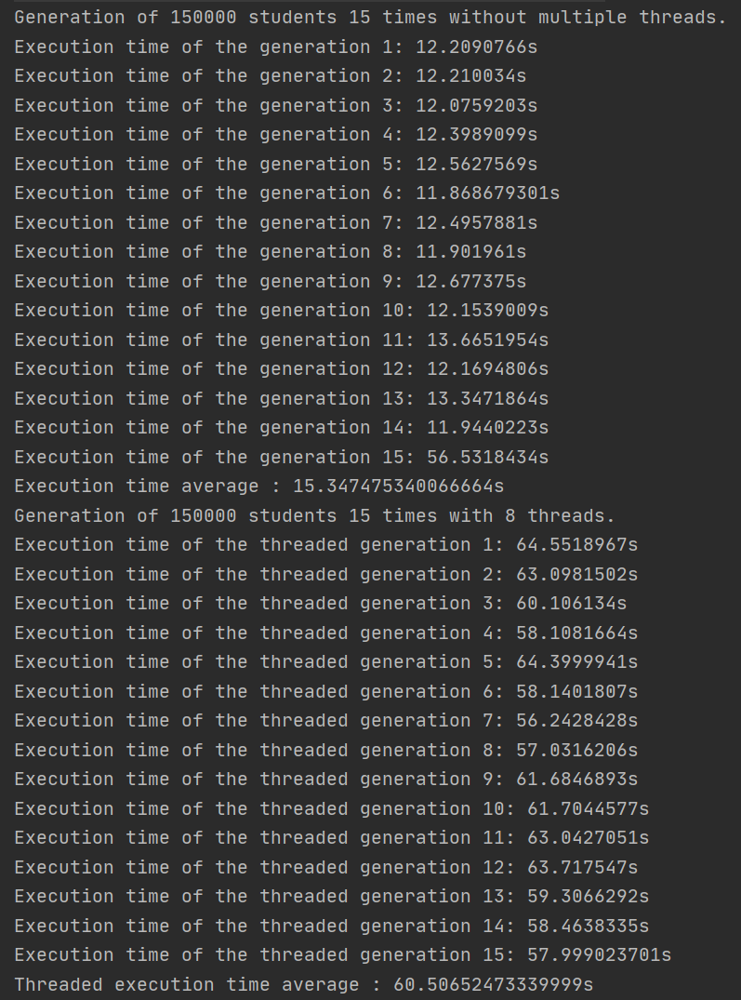 Generation of 150000 students 15 times without multiple threads.
Execution time of the generation 1: 12.2090766s
Execution time of the generation 2: 12.210034s
Execution time of the generation 3: 12.0759203s
Execution time of the generation 4: 12.3989099s
Execution time of the generation 5: 12.5627569s
Execution time of the generation 6: 11.868679301s
Execution time of the generation 7: 12.4957881s
Execution time of the generation 8: 11.901961s
Execution time of the generation 9: 12.677375s
Execution time of the generation 10: 12.1539009s
Execution time of the generation 11: 13.6651954s
Execution time of the generation 12: 12.1694806s
Execution time of the generation 13: 13.3471864s
Execution time of the generation 14: 11.9440223s
Execution time of the generation 15: 56.5318434s
Execution time average : 15.347475340066664s
Generation of 150000 students 15 times with 8 threads.
Execution time of the threaded generation 1: 64.5518967s
Execution time of the threaded generation 2: 63.0981502s
Execution time of the threaded generation 3: 60.106134s
Execution time of the threaded generation 4: 58.1081664s
Execution time of the threaded generation 5: 64.3999941s
Execution time of the threaded generation 6: 58.1401807s
Execution time of the threaded generation 7: 56.2428428s
Execution time of the threaded generation 8: 57.0316206s
Execution time of the threaded generation 9: 61.6846893s
Execution time of the threaded generation 10: 61.7044577s
Execution time of the threaded generation 11: 63.0427051s
Execution time of the threaded generation 12: 63.717547s
Execution time of the threaded generation 13: 59.3066292s
Execution time of the threaded generation 14: 58.4638335s
Execution time of the threaded generation 15: 57.999023701s
Threaded execution time average : 60.50652473339999s